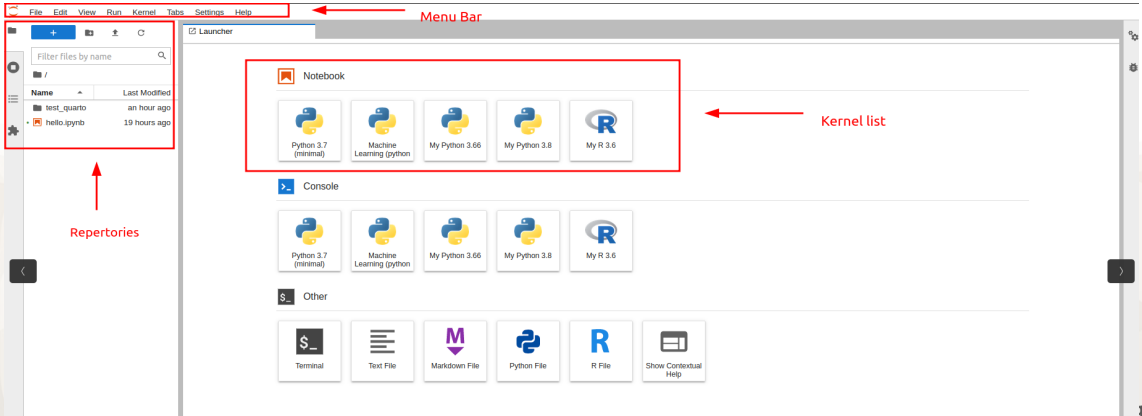 File Edit View Run Kernel Tabs Settings Help
Menu Bar
Launcher
Filter files by name
/
Name Last Modified
test_quarto an hour ago
hello.ipynb 19 hours ago
Repertories
Notebook
Python 3.7
(minimal)
Machine
Learning (python
My Python 3.66
My Python 3.8
My R 3.6
Kernel list
Console
Python 3.7
(minimal)
Machine
Learning (python
My Python 3.66
My Python 3.8
My R 3.6
$_ Other
$_
Terminal
Text File
M
Markdown File
Python File
R
R File
Show Contextual
Help